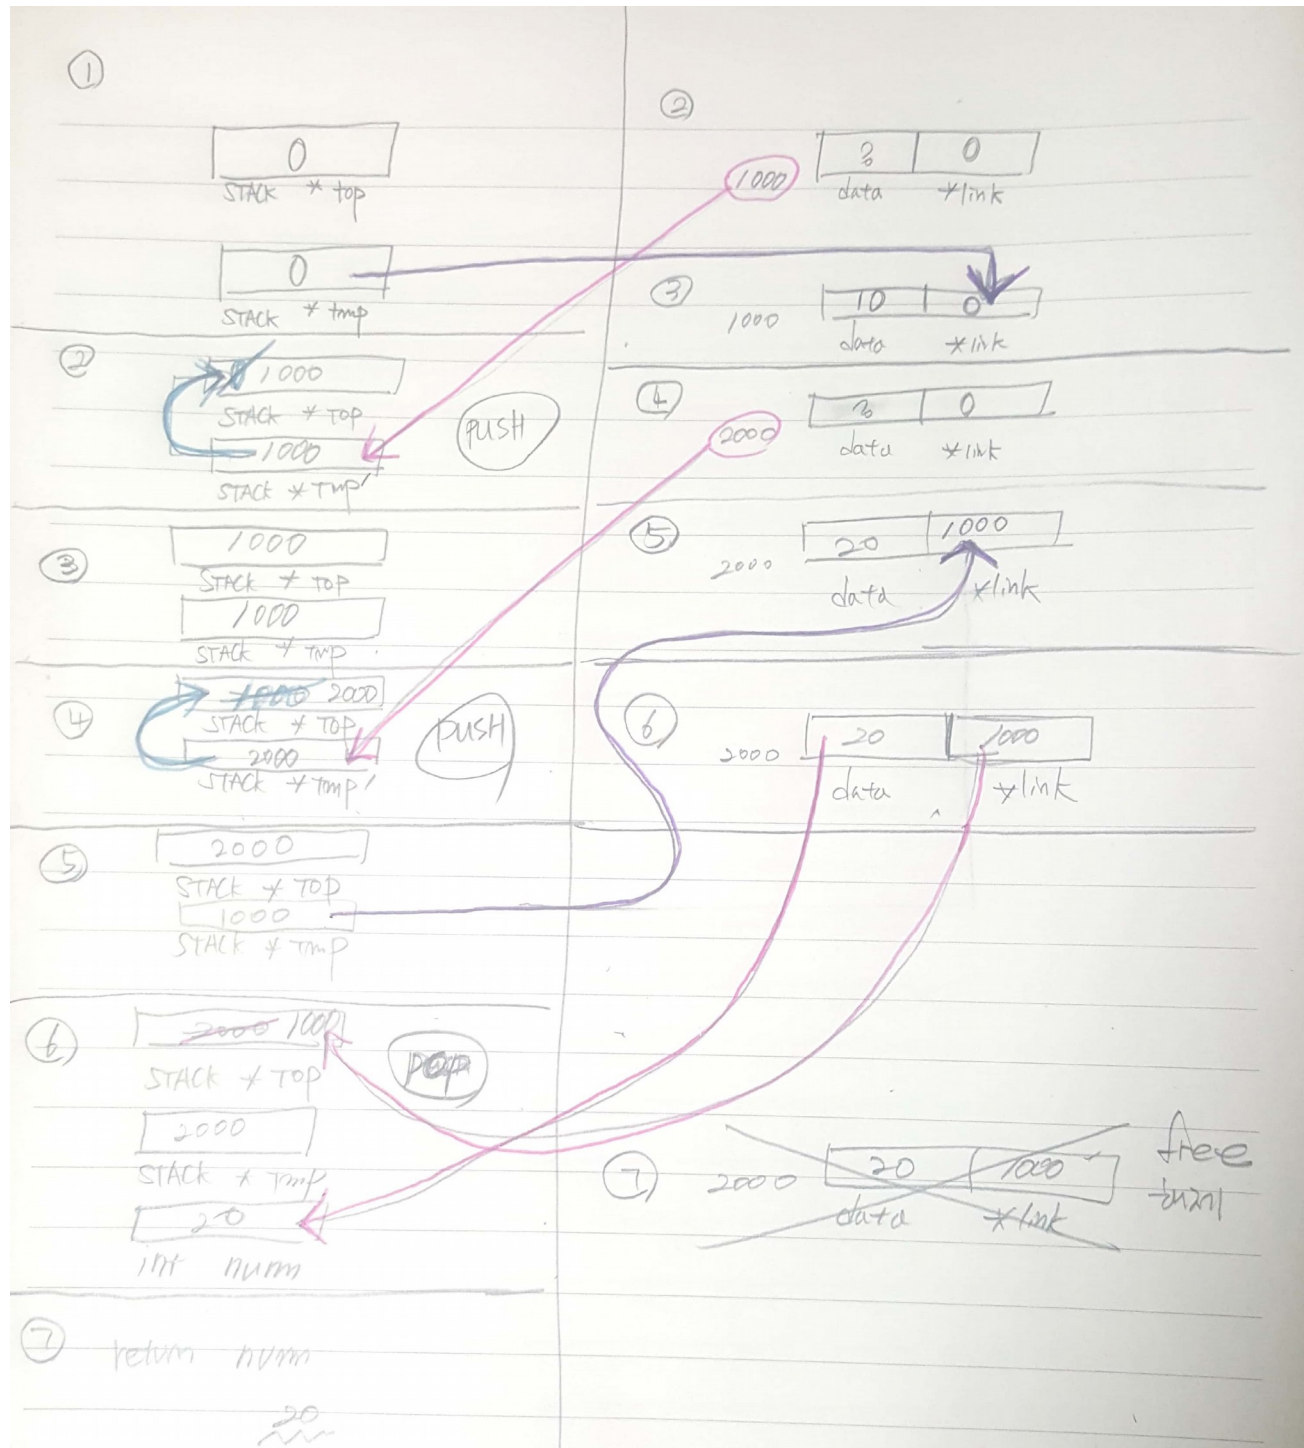 ①
0
STACK * top
0
STACK * tmp
②
0 1000
STACK * TOP
1000
STACK * Tmp'
PUSH
③
1000
STACK * TOP
1000
STACK * Tmp
④
1000 2000
STACK * TOP
2000
STACK * Tmp'
PUSH
⑤
2000
STACK * TOP
1000
STACK * Tmp
⑥
2000 1000
STACK * TOP
2000
STACK * Tmp
20
int num
POP
⑦
return num
20
②
1000
? 0
data *link
③
1000
10 0
data *link
④
2000
? 0
data *link
⑤
2000
20 1000
data *link
⑥
2000
20 1000
data *link
⑦
2000
20 1000
data *link
free
해제